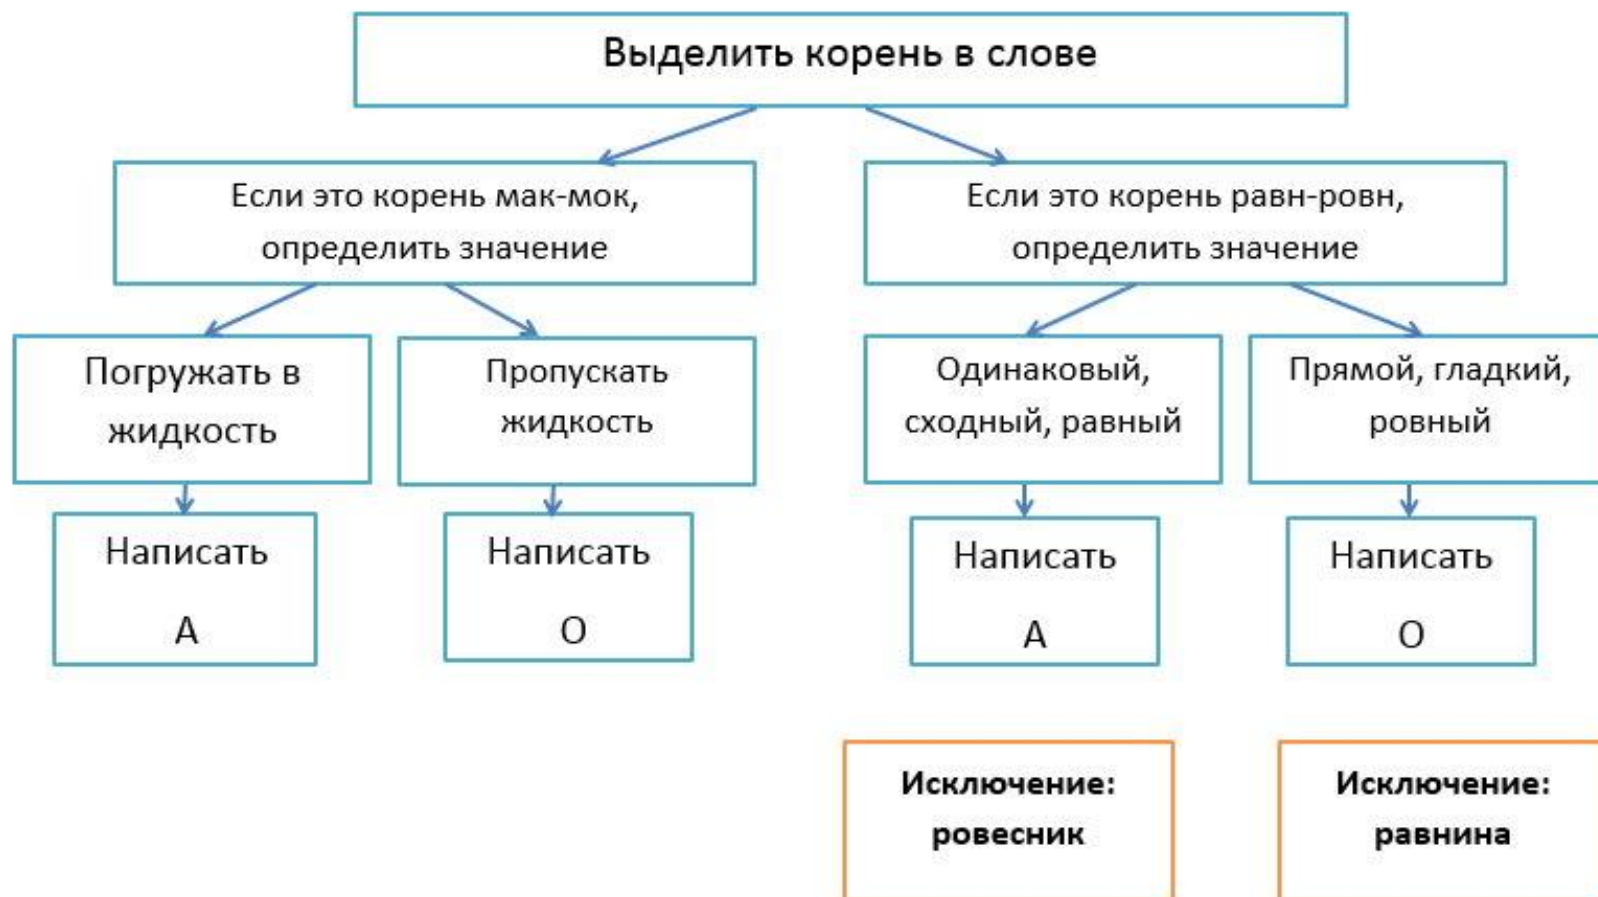 Выделить корень в слове
Если это корень мак-мок,
определить значение
Если это корень равн-ровн,
определить значение
Погружать в
жидкость
Пропускать
жидкость
Одинаковый,
сходный, равный
Прямой, гладкий,
ровный
Написать
А
Написать
О
Написать
А
Написать
О
Исключение:
ровесник
Исключение:
равнина